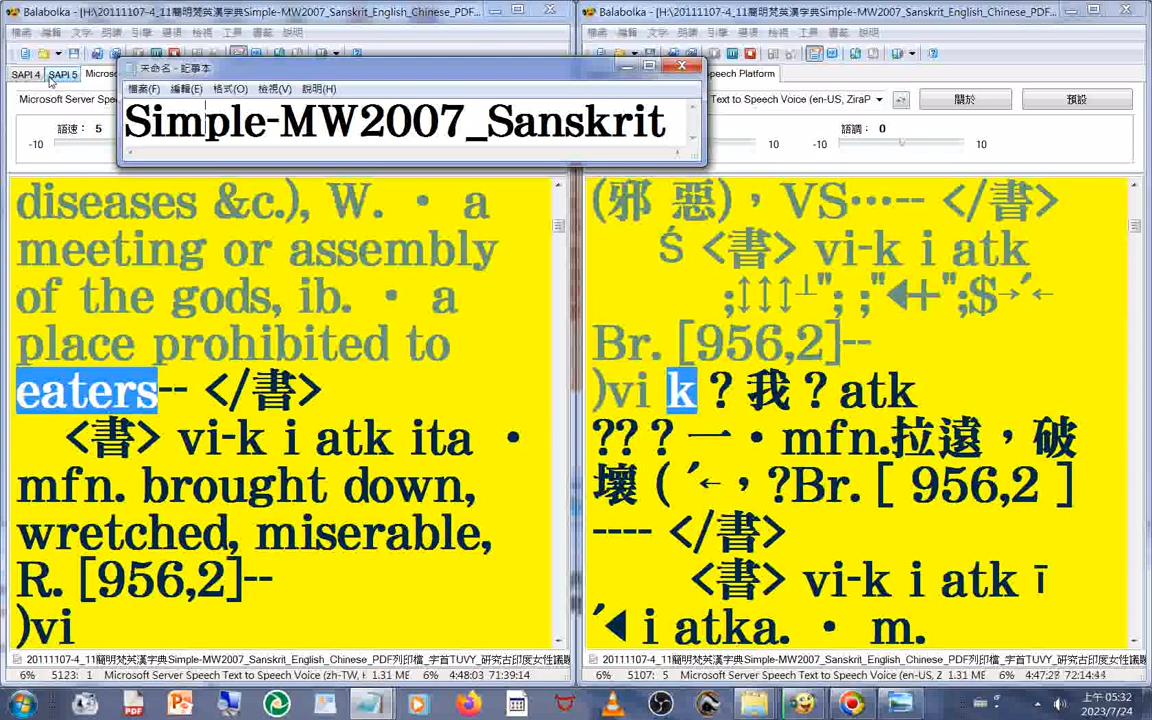 Balabolka - [H:\20111107-4_11簡明梵英漢字典Simple-MW2007_Sanskrit_English_Chinese_PDF...
Balabolka - [H:\20111107-4_11簡明梵英漢字典Simple-MW2007_Sanskrit_English_Chinese_PDF...
SAPI 4 SAPI 5
未命名 - 記事本
檔案(F) 編輯(E) 格式(O) 檢視(V) 說明(H)
Simple-MW2007_Sanskrit
Microsoft Server Spe
Text to Speech Voice (en-US, ZiraP
關於 預設
語速： 5
語調： 0
-10
10 -10 10
diseases &c.), W. • a
meeting or assembly
of the gods, ib. • a
place prohibited to
eaters-- </書>
<書> vi-k i atk ita •
mfn. brought down,
wretched, miserable,
R. [956,2]--
)vi
(邪 惡)，VS…-- </書>
Ś <書> vi-k i atk
;↕↕↕┴"; ;"◀┼";$→′←
Br. [956,2]--
)vi k ? 我 ? atk
?? ? 一 • mfn.拉遠，破
壞 ( ′←，?Br. [ 956,2 ]
---- </書>
<書> vi-k i atk ī
′◀ i atka. • m.
20111107-4_11簡明梵英漢字典Simple-MW2007_Sanskrit_English_Chinese_PDF列印檔_字首TUVY_研究古印度女性議題
20111107-4_11簡明梵英漢字典Simple-MW2007_Sanskrit_English_Chinese_PDF列印檔_字首TUVY_研究古印度女性議題
6% 5123: 1 Microsoft Server Speech Text to Speech Voice (zh-TW, 1.31 MB 6% 4:48:03 71:39:14
6% 5107: 5 Microsoft Server Speech Text to Speech Voice (en-US, 1.31 MB 6%
上午 05:32
2023/7/24